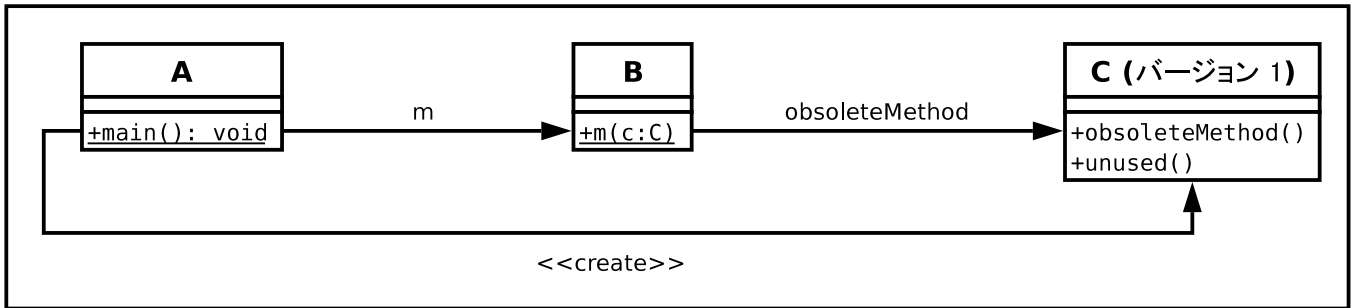 A
+main(): void
m
B
+m(c:C)
obsoleteMethod
C (バージョン 1)
+obsoleteMethod()
+unused()
<<create>>